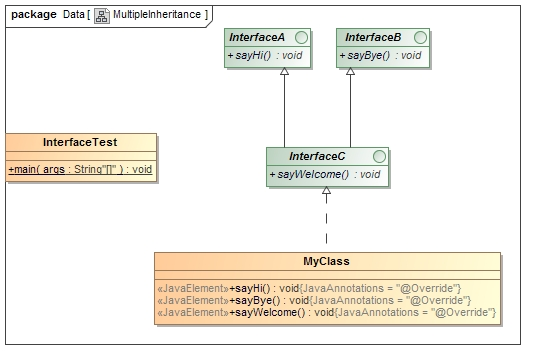 package Data [ MultipleInheritance ]
InterfaceA
+ sayHi() : void
InterfaceB
+ sayBye() : void
InterfaceTest
+main( args : String"[]" ) : void
InterfaceC
+ sayWelcome() : void
MyClass
«JavaElement»+sayHi() : void{JavaAnnotations = "@Override"}
«JavaElement»+sayBye() : void{JavaAnnotations = "@Override"}
«JavaElement»+sayWelcome() : void{JavaAnnotations = "@Override"}